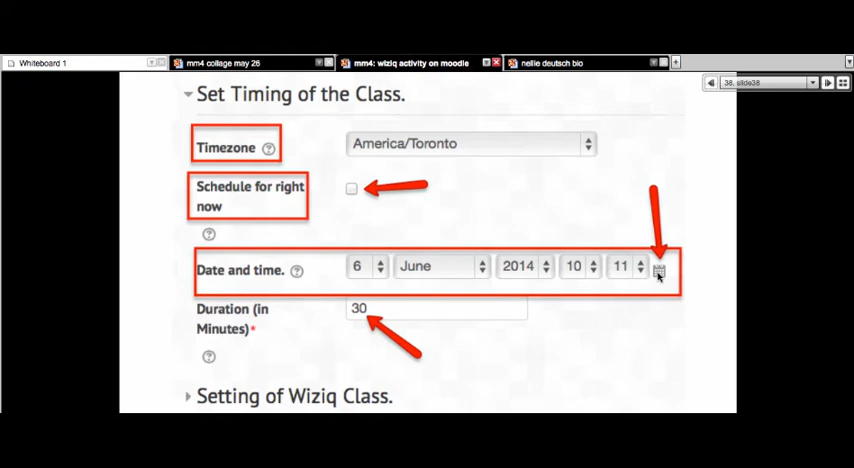 Whiteboard 1
mm4 collage may 26
mm4: wiziq activity on moodle
nellie deutsch bio
38. slide38
Set Timing of the Class.
Timezone
America/Toronto
Schedule for right
now
Date and time.
6 June 2014 10 11
Duration (in
Minutes)*
30
Setting of Wiziq Class.